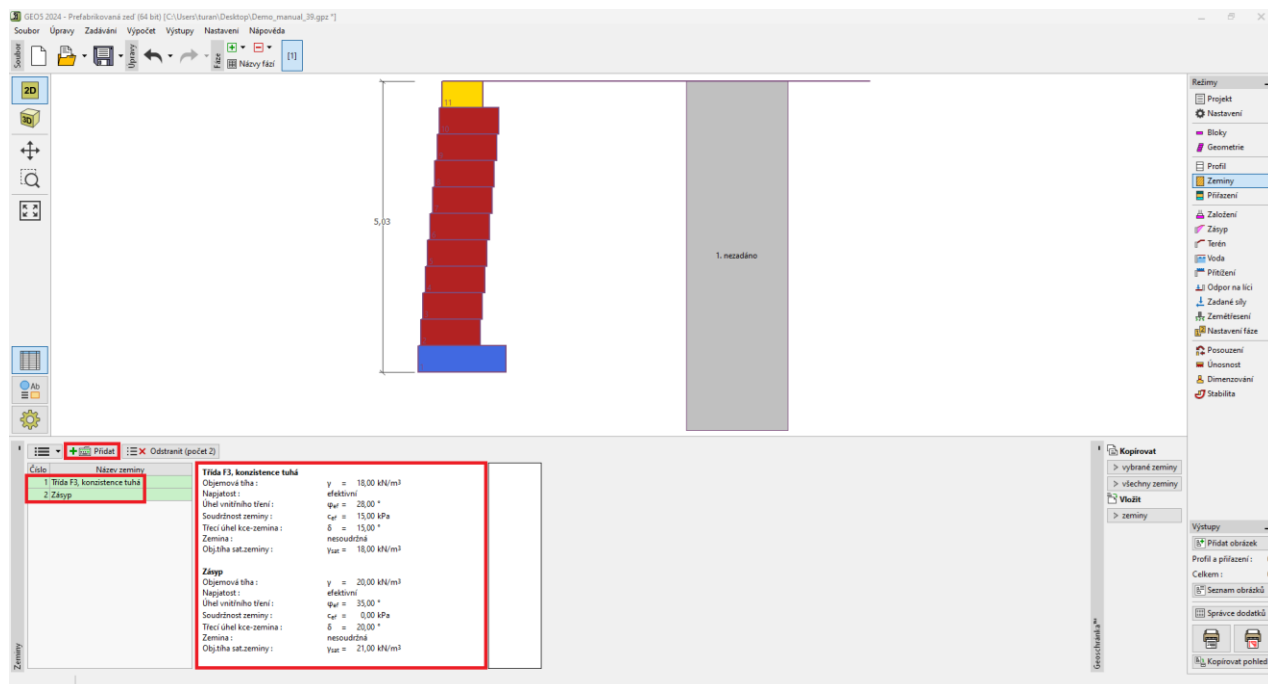 GEO5 2024 - Prefabrikovaná zeď (64 bit) [C:\Users\turan\Desktop\Demo_manual_39.gpz *]
Soubor Úpravy Zadávání Výpočet Výstupy Nastavení Nápověda
Soubor
Úpravy
Fáze
Názvy fází
[1]
2D
3D
Ab
11
5,03
1. nezadáno
Režimy
Projekt
Nastavení
Bloky
Geometrie
Profil
Zeminy
Přiřazení
Založení
Zásyp
Terén
Voda
Přitížení
Odpor na líci
Zadané síly
Zemětřesení
Nastavení fáze
Posouzení
Únosnost
Dimenzování
Stabilita
Přidat Odstranit (počet 2)
Číslo Název zeminy
1 Třída F3, konzistence tuhá
2 Zásyp
Třída F3, konzistence tuhá
Objemová tíha : γ = 18,00 kN/m³
Napjatost : efektivní
Úhel vnitřního tření : φef = 28,00 °
Soudržnost zeminy : cef = 15,00 kPa
Třecí úhel kce-zemina : δ = 15,00 °
Zemina : nesoudržná
Obj.tíha sat.zeminy : γsat = 18,00 kN/m³
Zásyp
Objemová tíha : γ = 20,00 kN/m³
Napjatost : efektivní
Úhel vnitřního tření : φef = 35,00 °
Soudržnost zeminy : cef = 0,00 kPa
Třecí úhel kce-zemina : δ = 20,00 °
Zemina : nesoudržná
Obj.tíha sat.zeminy : γsat = 21,00 kN/m³
Zeminy
Geoschránka™
Kopírovat
> vybrané zeminy
> všechny zeminy
Vložit
> zeminy
Výstupy
Přidat obrázek
Profil a přiřazení :
Celkem :
Seznam obrázků
Správce dodatků
Kopírovat pohled